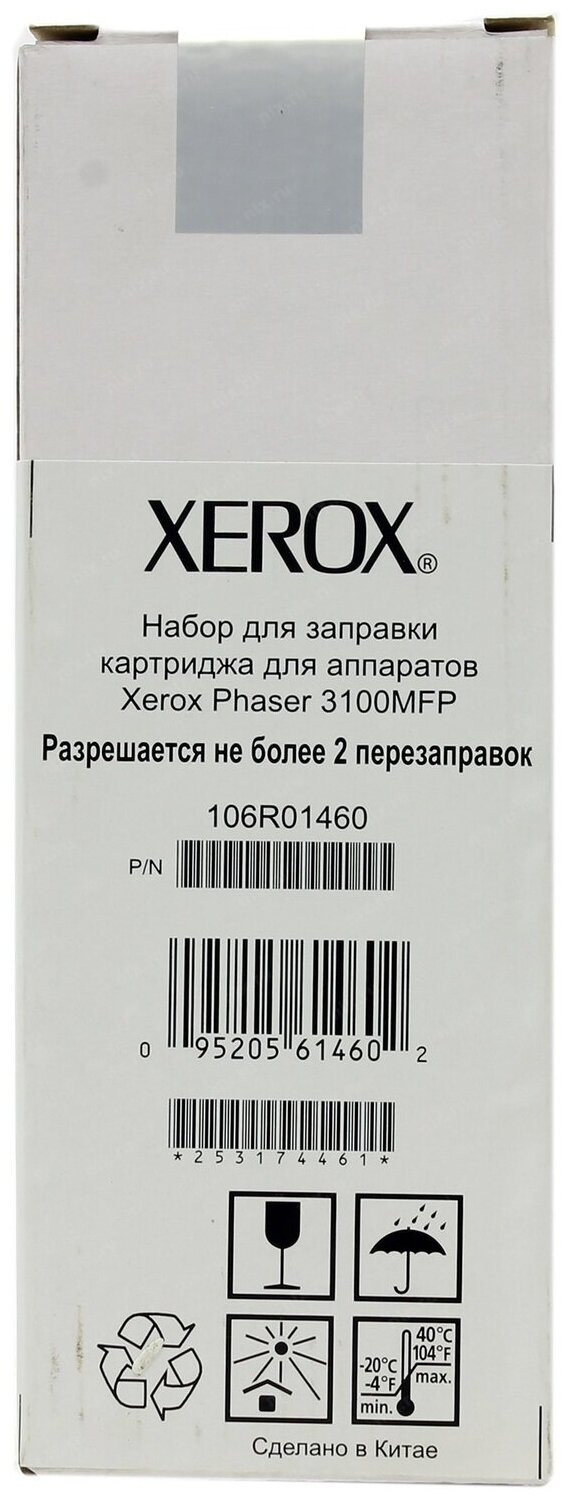 XEROX®
Набор для заправки
картриджа для аппаратов
Xerox Phaser 3100MFP
Разрешается не более 2 перезаправок
106R01460
P/N
0 95205 61460 2
*253174461*
40°C
104°F
max.
-20°C
-4°F
min.
Сделано в Китае